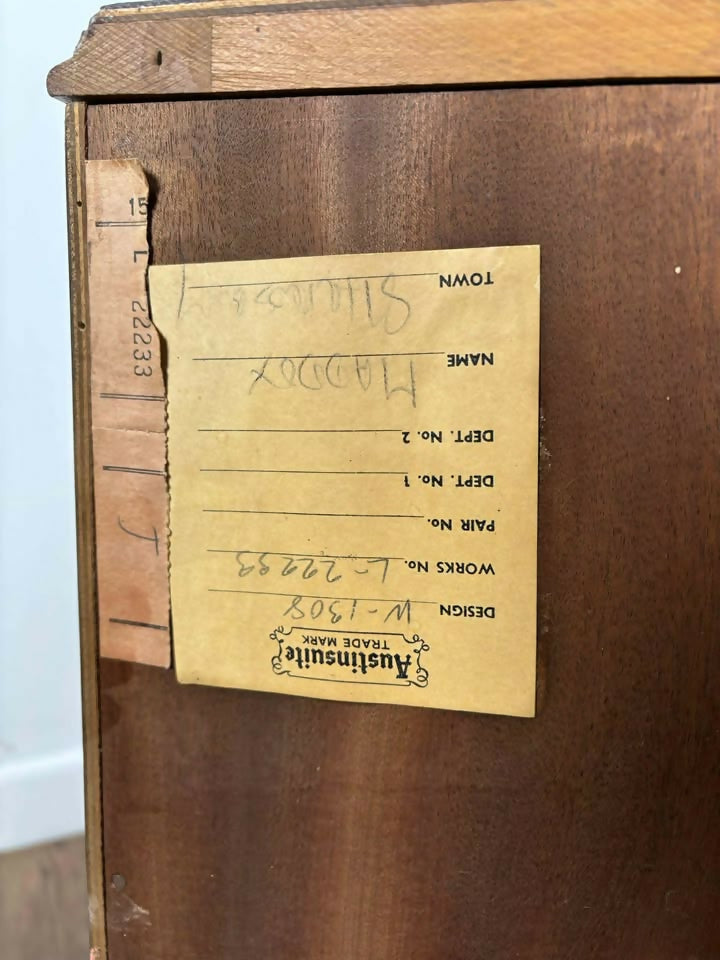 Austinsuite
TRADE MARK
DESIGN W-1308
WORKS No. L-22233
PAIR No.
DEPT. No. 1
DEPT. No. 2
NAME MADDOX
TOWN
15
L 22233
J